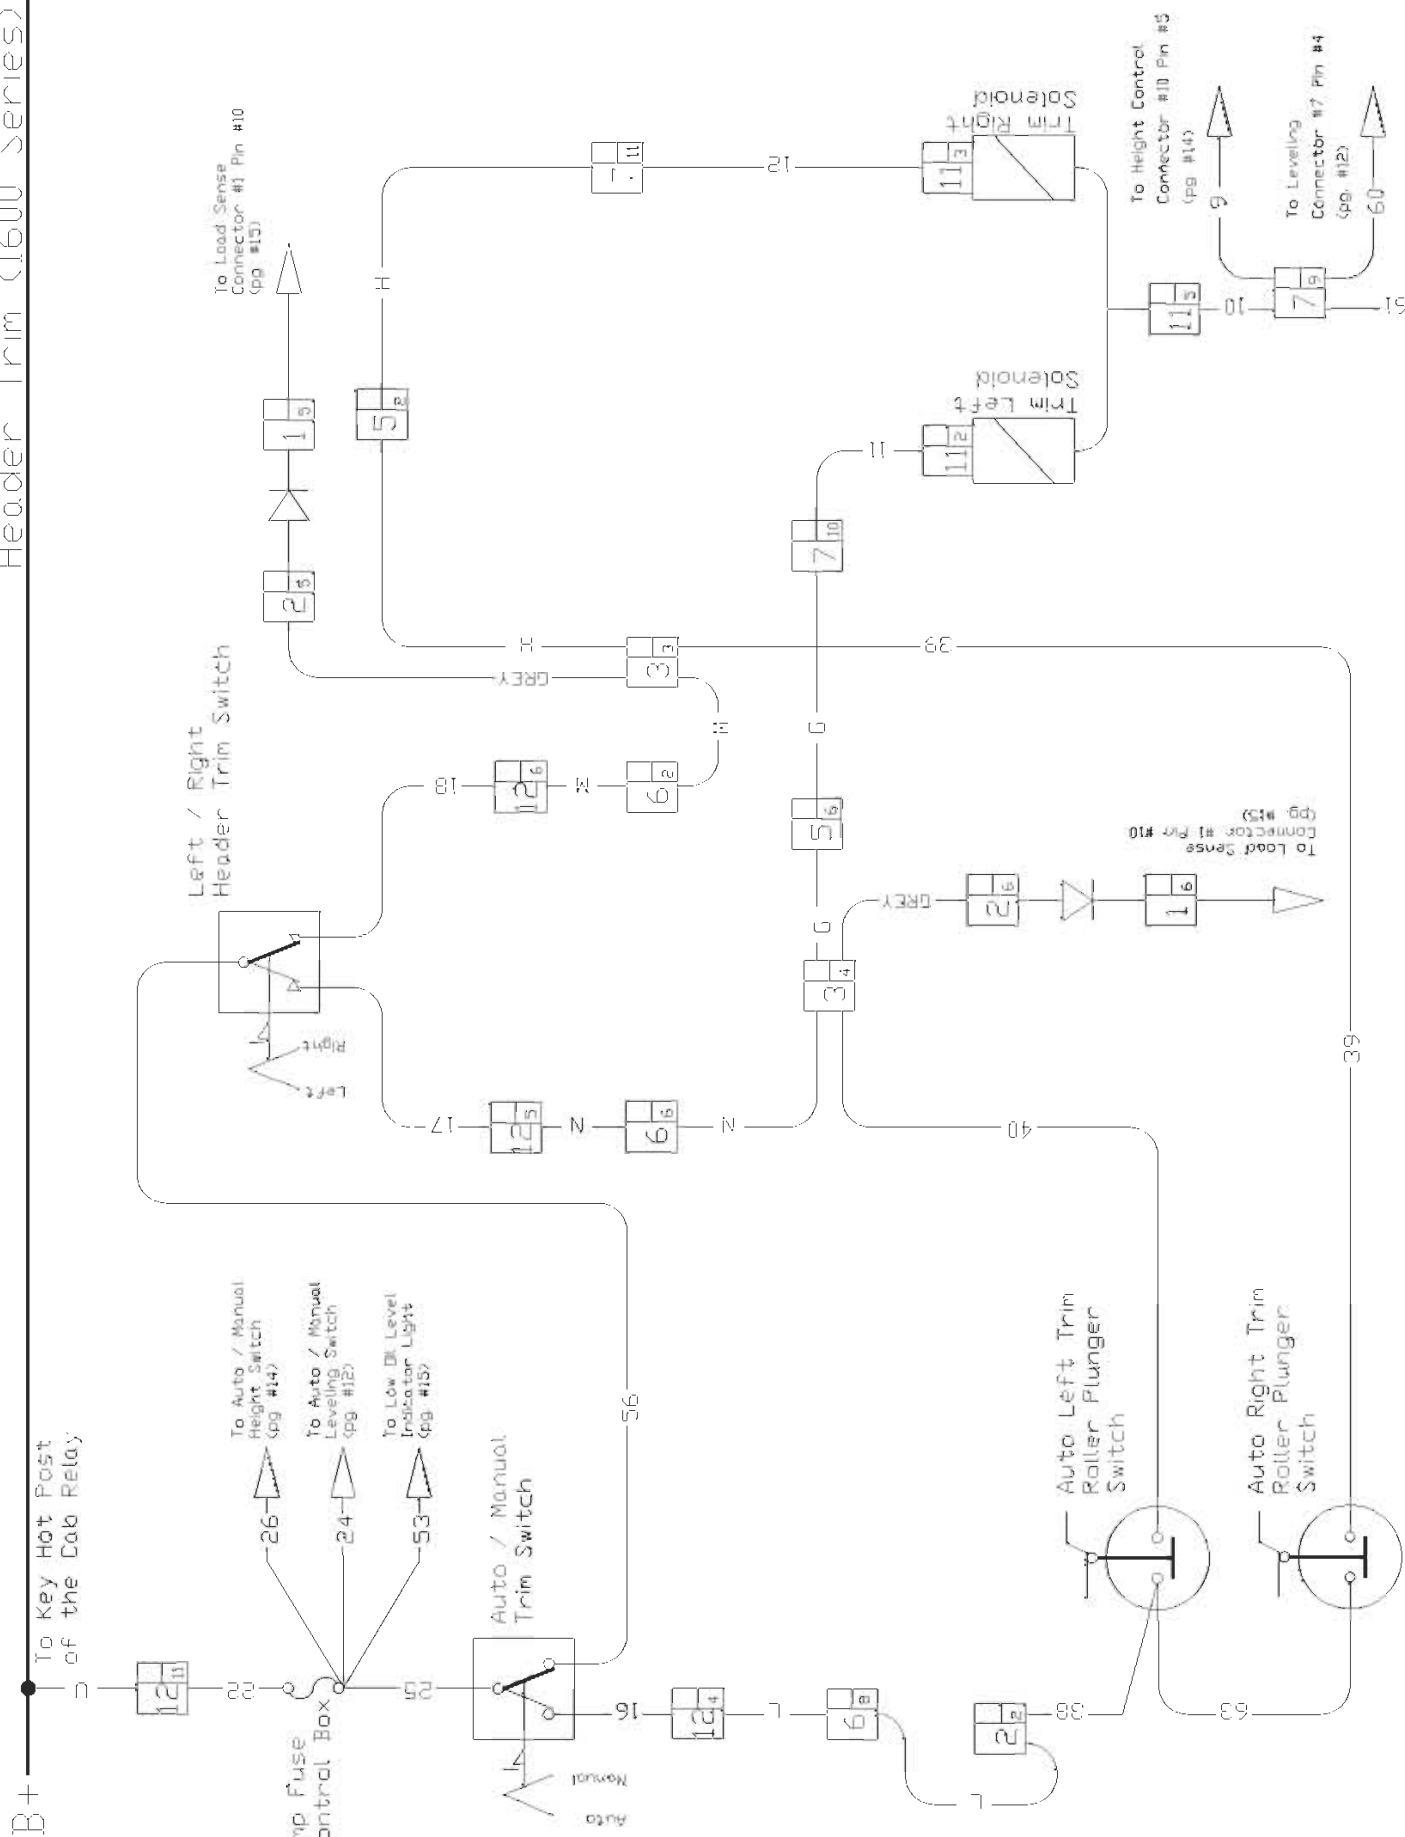 Header Trim (1600 Series)
B+
To Key Hot Post
of the Cab Relay
U
12 11
22
mp Fuse
ontrol Box
26
To Auto / Manual
Height Switch
(pg #14)
24
To Auto / Manual
Leveling Switch
(pg. #12)
53
To Low Oil Level
Indicator Light
(pg. #15)
25
Auto / Manual
Trim Switch
Auto
Manual
56
16
12 4
L
6 8
L
2 2
38
63
Auto Left Trim
Roller Plunger
Switch
Auto Right Trim
Roller Plunger
Switch
40
39
39
Left / Right
Header Trim Switch
Left
Right
17
12 5
N
6 6
N
18
12 6
M
6 2
3 3
GREY
2 5
1 5
To Load Sense
Connector #1 Pin #10
(pg. #15)
H
5 2
H
11
12
11 3
Trim Right
Solenoid
3 4
G
5 6
G
7 10
11
11 2
Trim Left
Solenoid
GREY
2 6
1 6
To Load Sense
Connector #1 Pin #10
(pg. #15)
11 5
10
7 9
9
To Height Control
Connector #10 Pin #5
(pg #14)
60
To Leveling
Connector #7 Pin #4
(pg. #12)
61